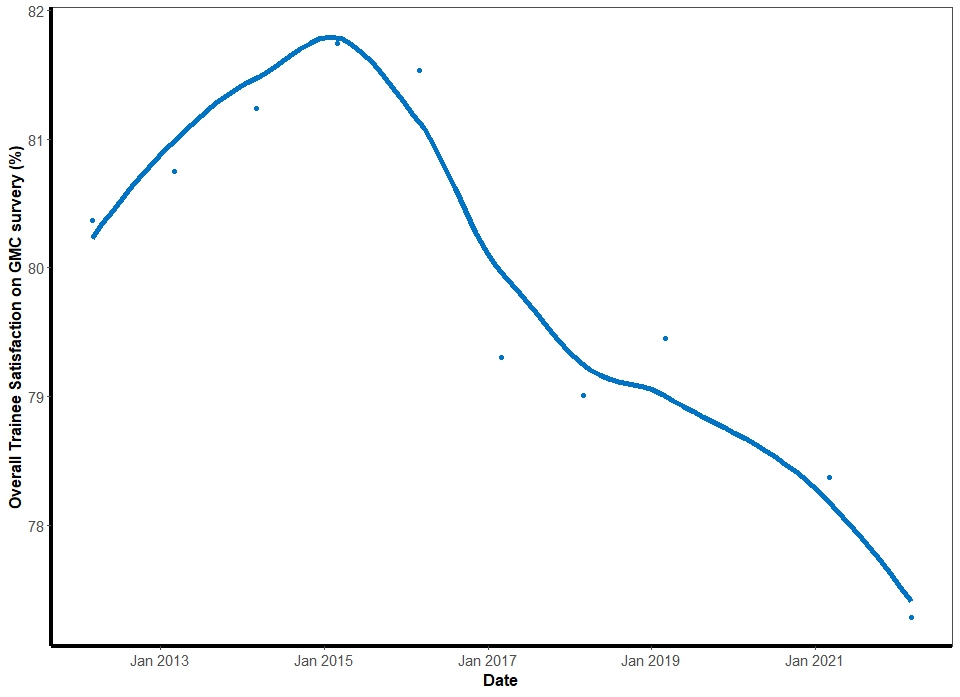 Overall Trainee Satisfaction on GMC survery (%)
82
81
80
79
78
Jan 2013
Jan 2015
Jan 2017
Jan 2019
Jan 2021
Date